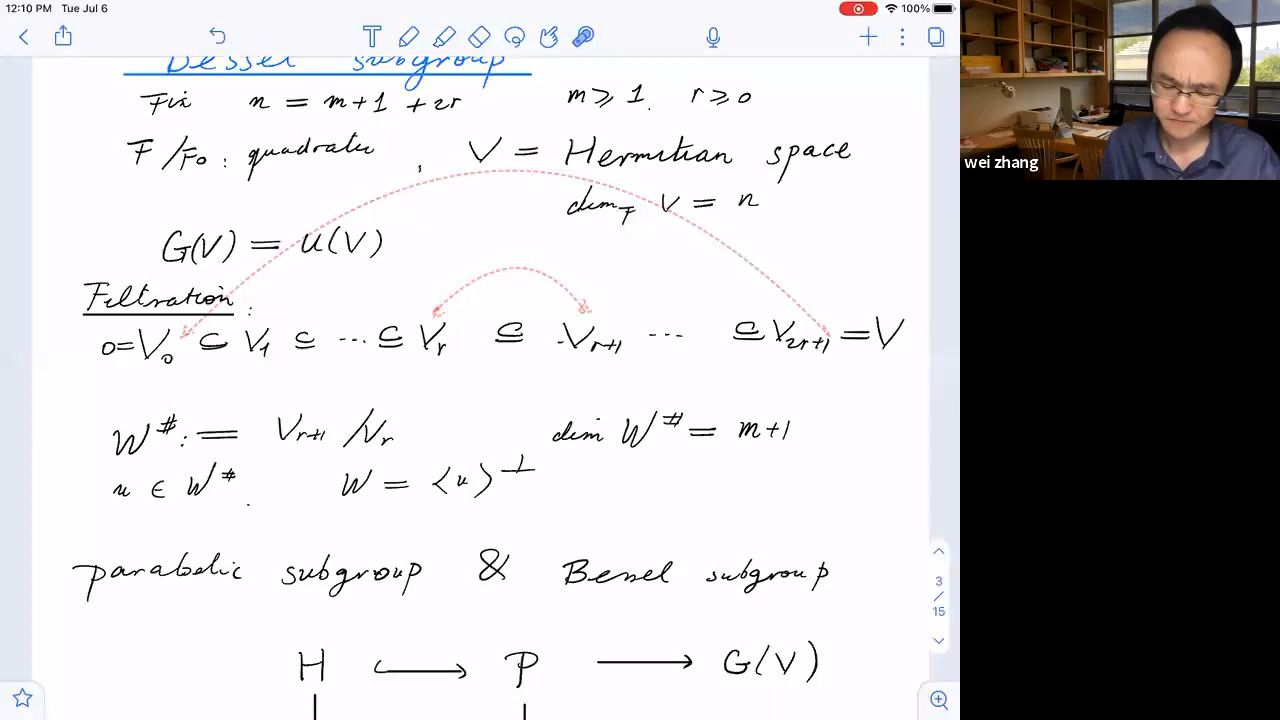 12:10 PM Tue Jul 6
100%
Bessel subgroup
Fix n = m+1 +2r m ⩾ 1. r ⩾ 0
F/F₀ : quadratic , V = Hermitian space
dim_F V = n
G(V) = U(V)
Filtration :
0=V₀ ⊆ V₁ ⊆ ··· ⊆ Vᵣ ⊆ Vᵣ₊₁ ··· ⊆ V₂ᵣ₊₁ = V
W^# := Vᵣ₊₁ /Vᵣ dim W^# = m+1
u ∈ W^#. W = ⟨u⟩^⊥
parabolic subgroup & Bessel subgroup
H ⟶ P ⟶ G(V)
3
/
15
wei zhang